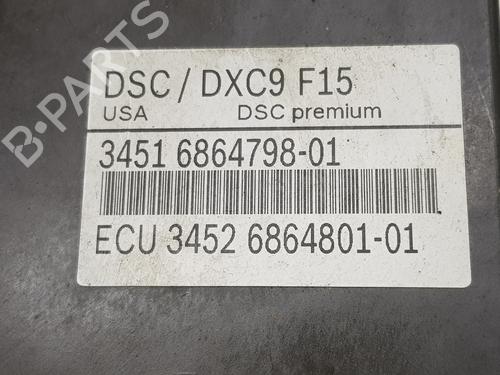 B-PARTS
DSC / DXC9 F15
USA DSC premium
3451 6864798-01
ECU 3452 6864801-01